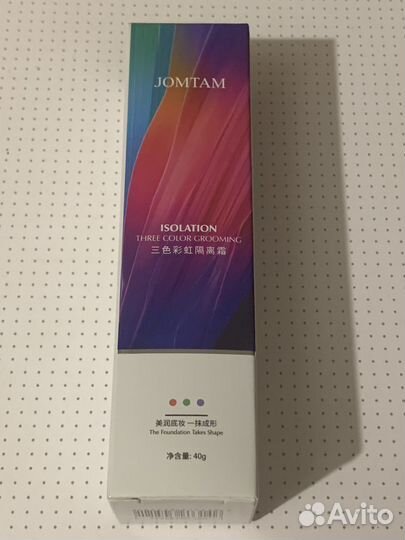 JOMTAM
ISOLATION
THREE COLOR GROOMING
三色彩虹隔离霜
美润底妆 一抹成形
The Foundation Takes Shape
净含量: 40g
Avito